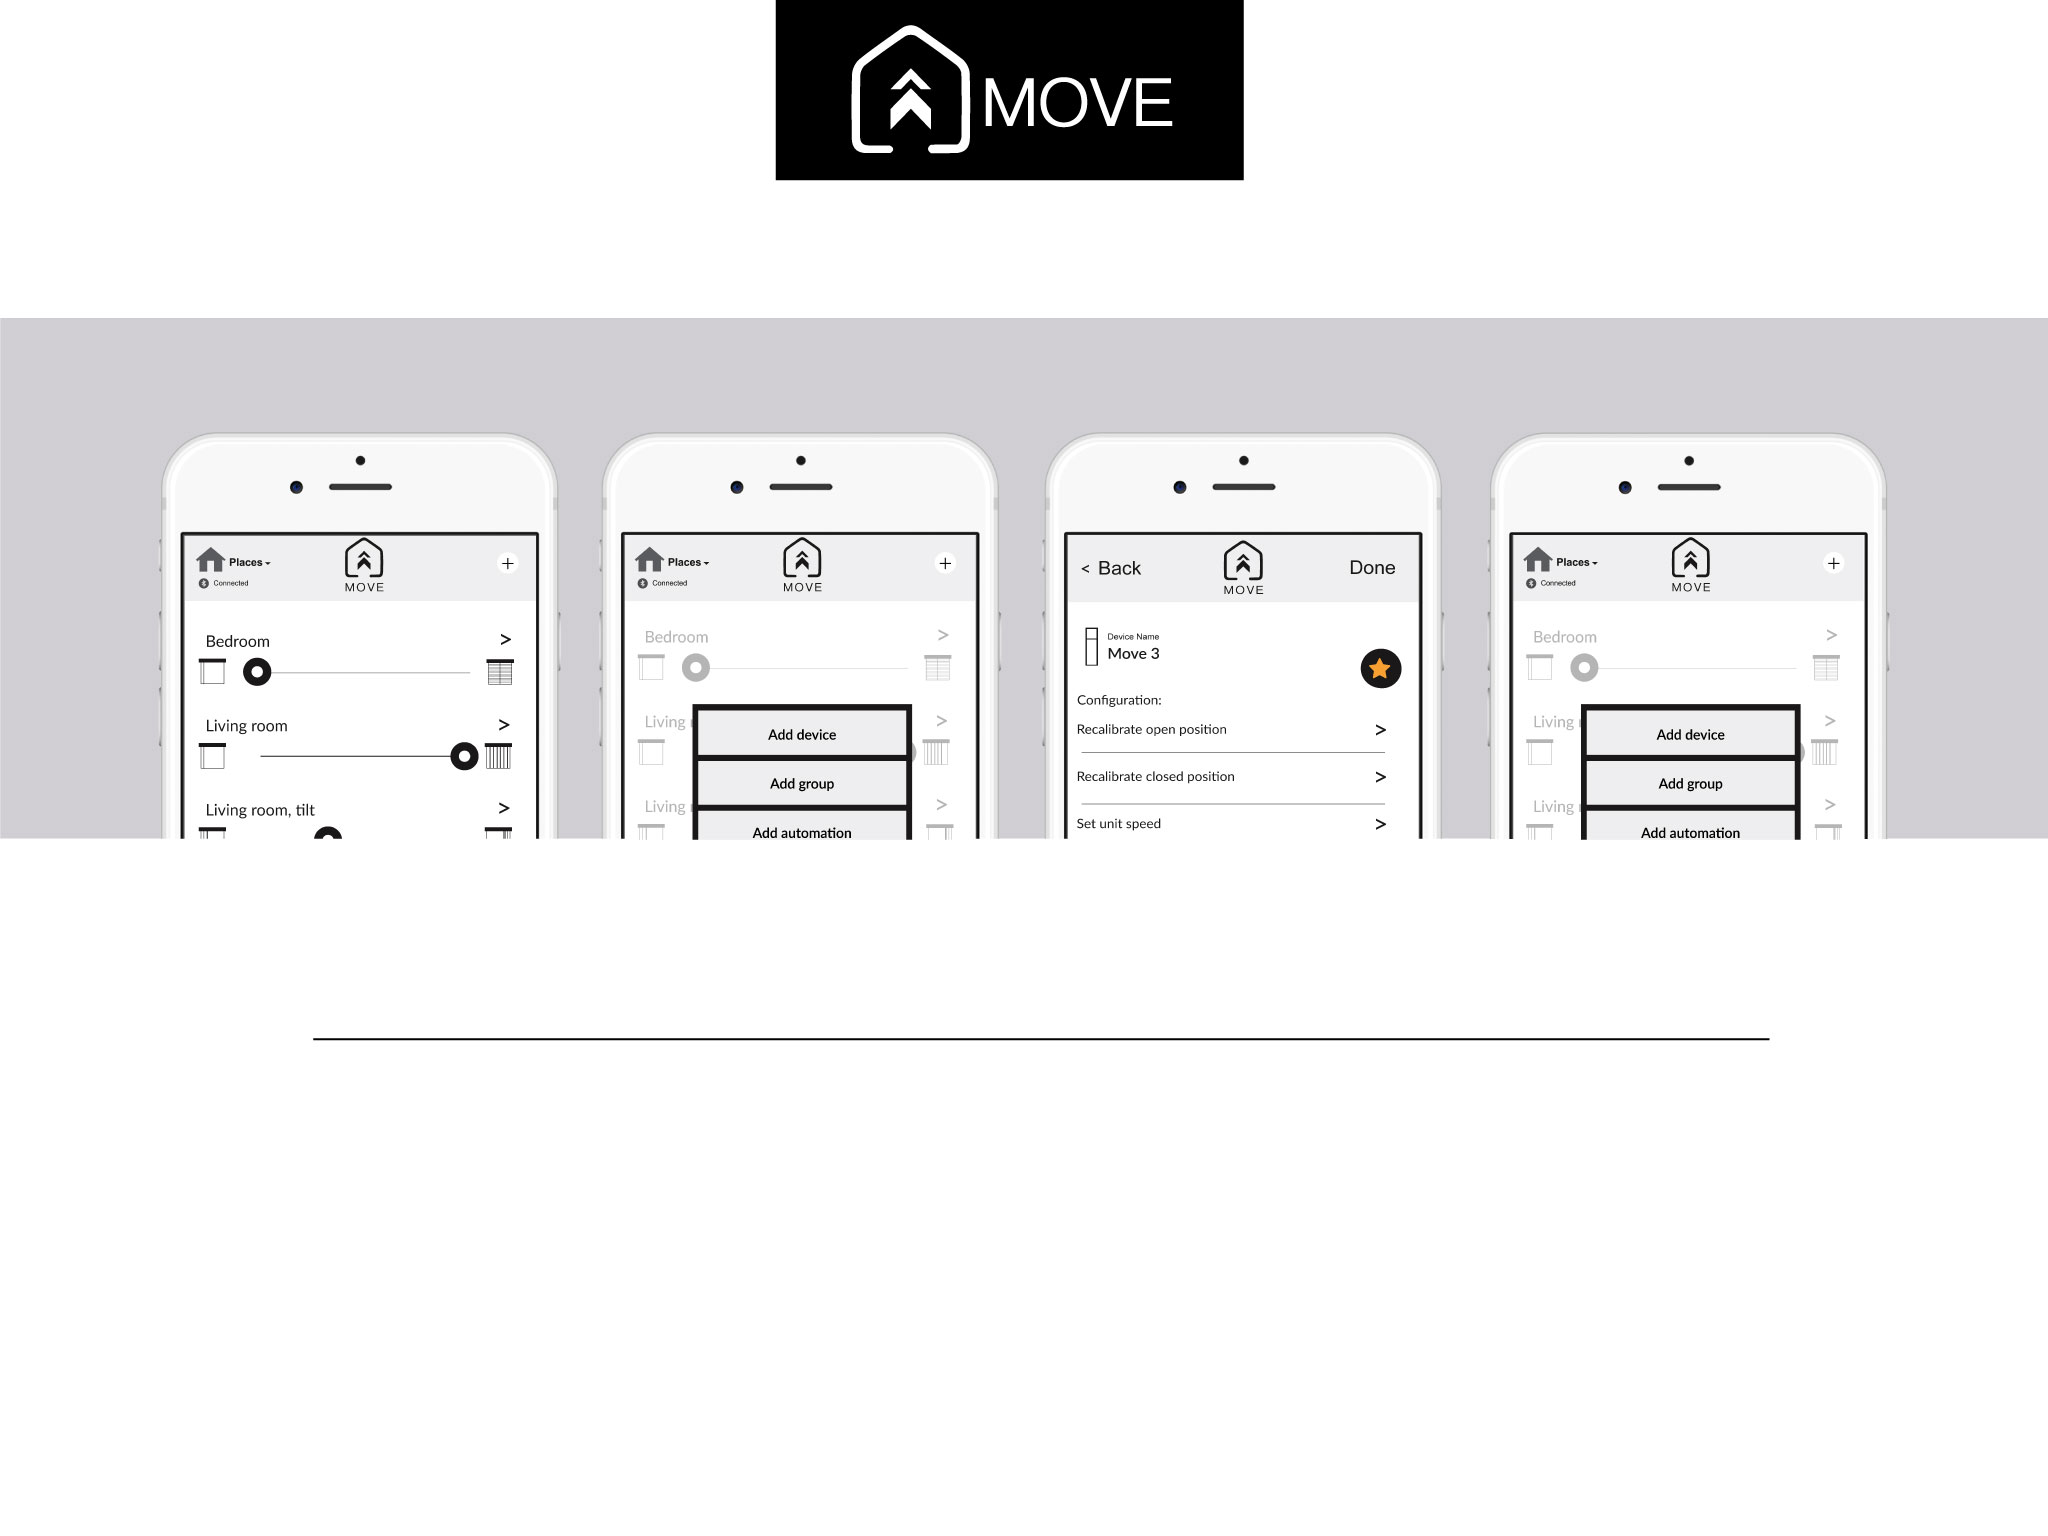 MOVE
Places
Connected
MOVE
+
Bedroom
>
Living room
>
Living room, tilt
>
Places
Connected
MOVE
+
Bedroom
>
Living r
>
Living r
>
Add device
Add group
Add automation
< Back
MOVE
Done
Device Name
Move 3
Configuration:
Recalibrate open position >
Recalibrate closed position >
Set unit speed >
Places
Connected
MOVE
+
Bedroom
>
Living r
>
Living r
>
Add device
Add group
Add automation